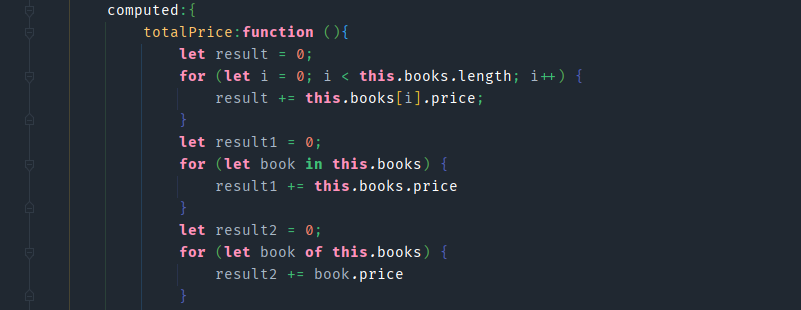 computed:{
totalPrice:function (){
let result = 0;
for (let i = 0; i < this.books.length; i++) {
result += this.books[i].price;
}
let result1 = 0;
for (let book in this.books) {
result1 += this.books.price
}
let result2 = 0;
for (let book of this.books) {
result2 += book.price
}